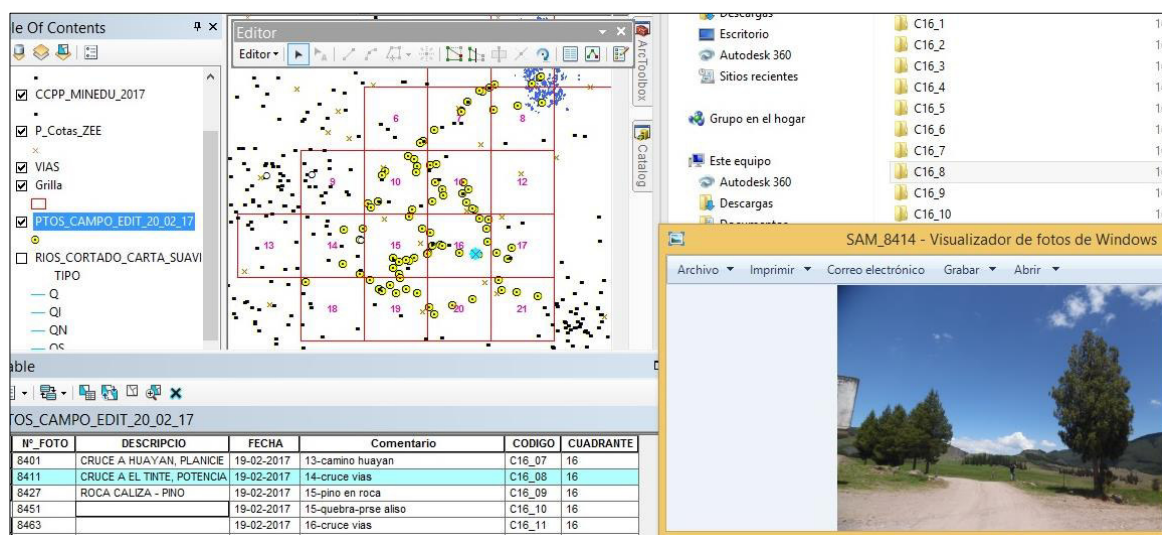 le Of Contents
CCPP_MINEDU_2017
P_Cotas_ZEE
VIAS
Grilla
PTOS_CAMPO_EDIT_20_02_17
RIOS_CORTADO_CARTA_SUAVI
TIPO
Q
QI
QN
QS
Editor
Editor
6
7
8
9
10
12
13
14
15
16
17
18
19
20
21
ArcToolbox
Catalog
Descargas
Escritorio
Autodesk 360
Sitios recientes
Grupo en el hogar
Este equipo
Autodesk 360
Descargas
Documentos
C16_1
C16_2
C16_3
C16_4
C16_5
C16_6
C16_7
C16_8
C16_9
C16_10
SAM_8414 - Visualizador de fotos de Windows
Archivo Imprimir Correo electrónico Grabar Abrir
able
TOS_CAMPO_EDIT_20_02_17
Nº_FOTO DESCRIPCIO FECHA Comentario CODIGO CUADRANTE
8401 CRUCE A HUAYAN, PLANICIE 19-02-2017 13-camino huayan C16_07 16
8411 CRUCE A EL TINTE, POTENCIA 19-02-2017 14-cruce vias C16_08 16
8427 ROCA CALIZA - PINO 19-02-2017 15-pino en roca C16_09 16
8451 19-02-2017 15-quebra-prse aliso C16_10 16
8463 19-02-2017 16-cruce vias C16_11 16